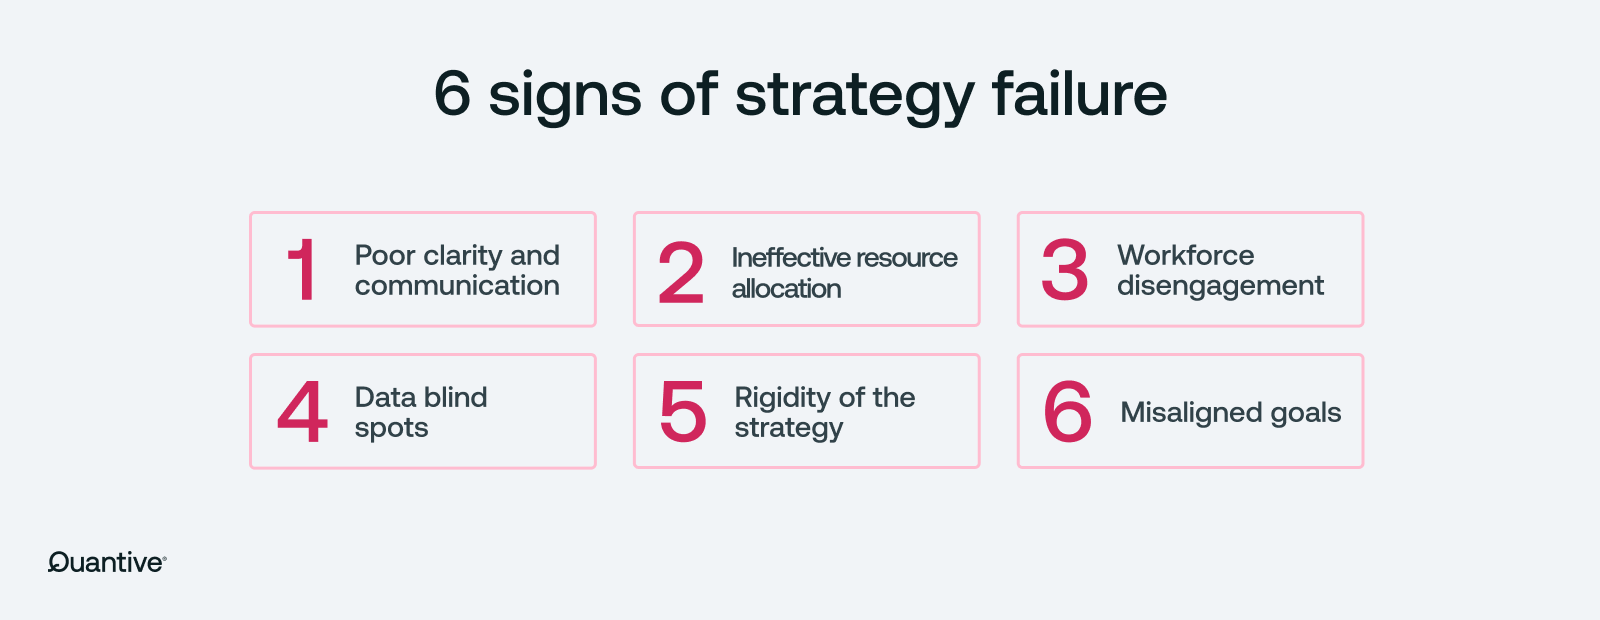 6 signs of strategy failure
1
Poor clarity and
communication
2
Ineffective resource
allocation
3
Workforce
disengagement
4
Data blind
spots
5
Rigidity of the
strategy
6
Misaligned goals
Quantive®